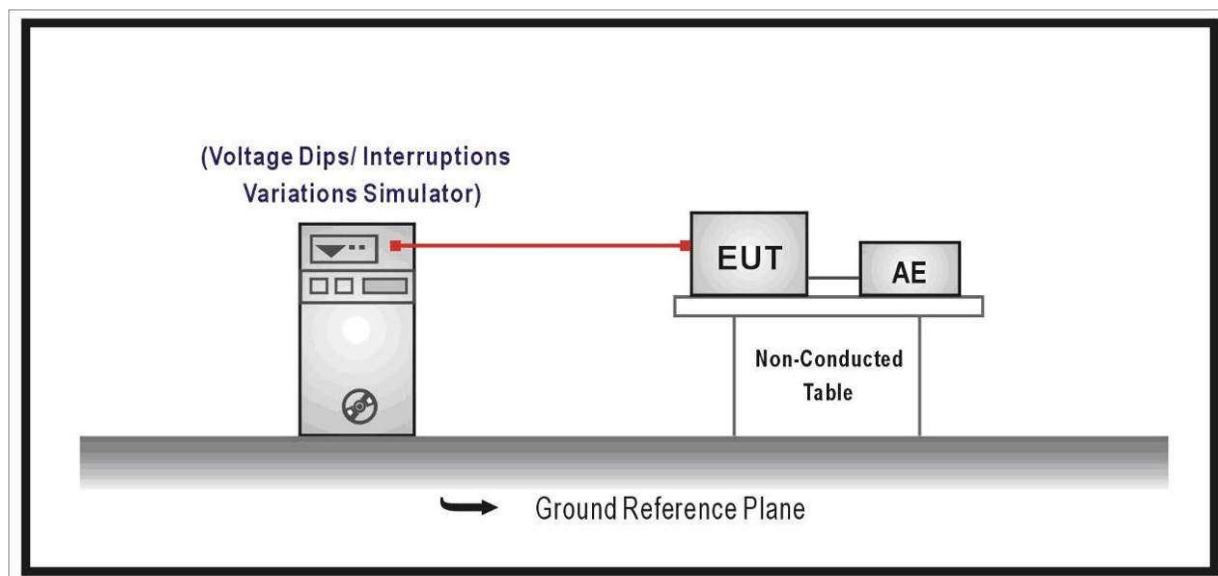 (Voltage Dips/ Interruptions
Variations Simulator)
EUT
AE
Non-Conducted
Table
Ground Reference Plane